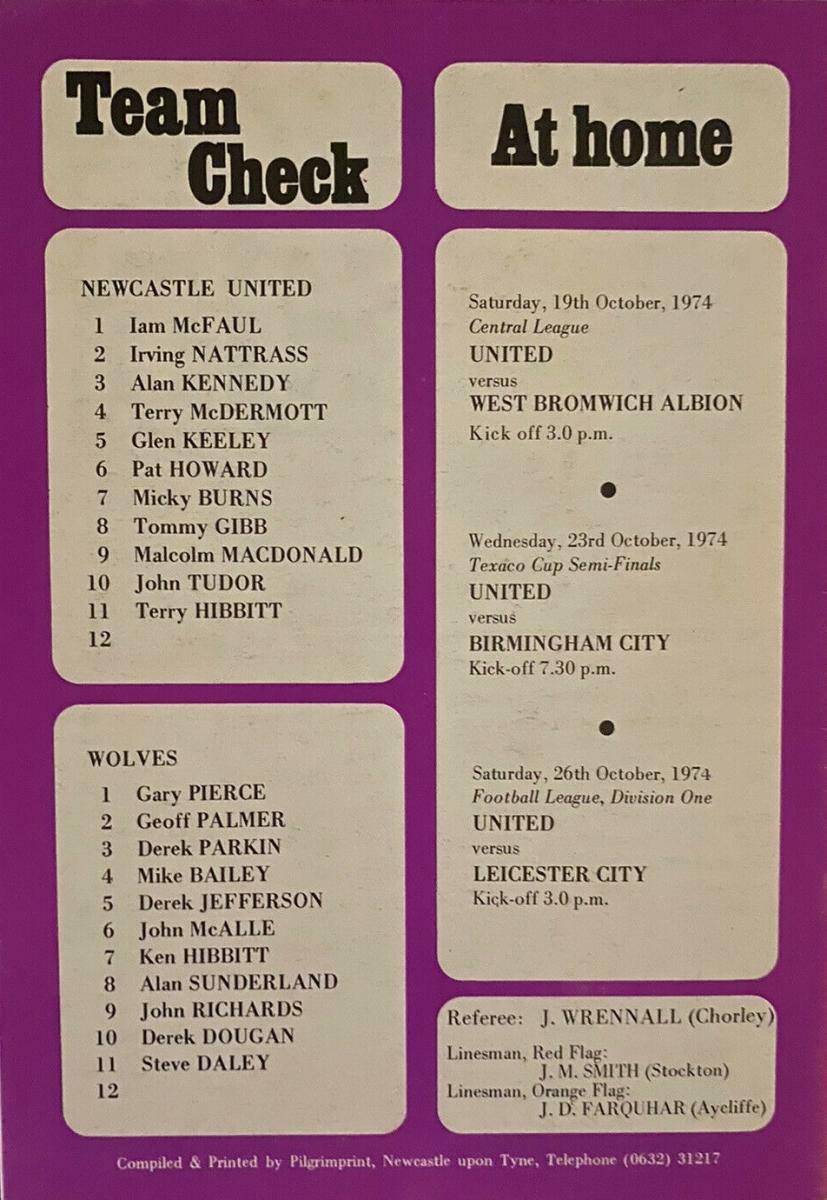 Team
Check
NEWCASTLE UNITED
1 Iam McFAUL
2 Irving NATTRASS
3 Alan KENNEDY
4 Terry McDERMOTT
5 Glen KEELEY
6 Pat HOWARD
7 Micky BURNS
8 Tommy GIBB
9 Malcolm MACDONALD
10 John TUDOR
11 Terry HIBBITT
12
WOLVES
1 Gary PIERCE
2 Geoff PALMER
3 Derek PARKIN
4 Mike BAILEY
5 Derek JEFFERSON
6 John McALLE
7 Ken HIBBITT
8 Alan SUNDERLAND
9 John RICHARDS
10 Derek DOUGAN
11 Steve DALEY
12
At home
Saturday, 19th October, 1974
Central League
UNITED
versus
WEST BROMWICH ALBION
Kick off 3.0 p.m.
●
Wednesday, 23rd October, 1974
Texaco Cup Semi-Finals
UNITED
versus
BIRMINGHAM CITY
Kick-off 7.30 p.m.
●
Saturday, 26th October, 1974
Football League, Division One
UNITED
versus
LEICESTER CITY
Kick-off 3.0 p.m.
Referee: J. WRENNALL (Chorley)
Linesman, Red Flag:
J. M. SMITH (Stockton)
Linesman, Orange Flag:
J. D. FARQUHAR (Aycliffe)
Compiled & Printed by Pilgrimprint, Newcastle upon Tyne, Telephone (0632) 31217